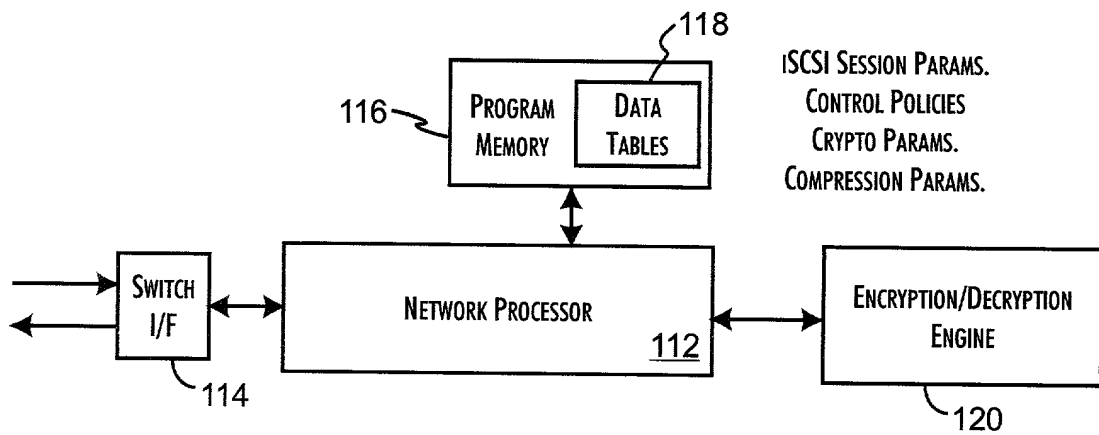 118
iSCSI SESSION PARAMS.
CONTROL POLICIES
CRYPTO PARAMS.
COMPRESSION PARAMS.
116
PROGRAM
MEMORY
DATA
TABLES
SWITCH
I/F
114
NETWORK PROCESSOR
112
ENCRYPTION/DECRYPTION
ENGINE
120